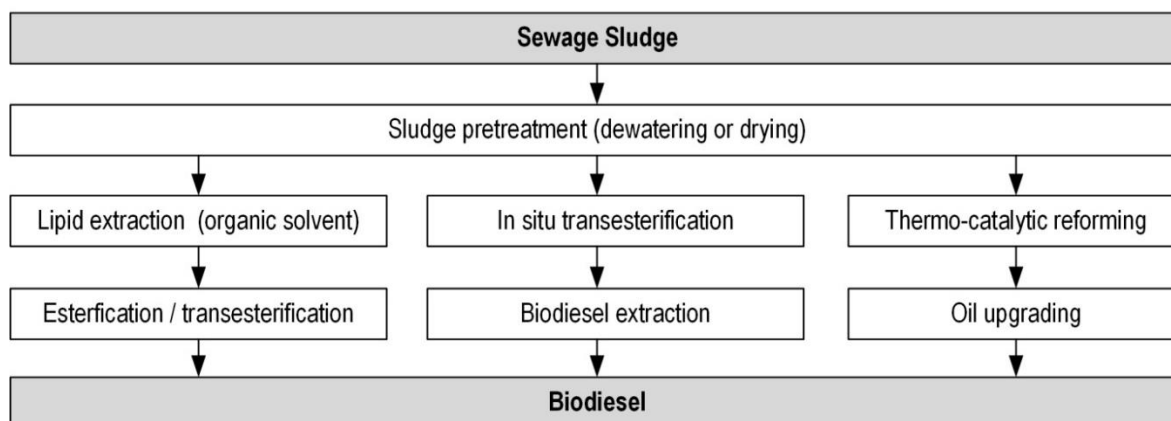 Sewage Sludge
Sludge pretreatment (dewatering or drying)
Lipid extraction (organic solvent)
In situ transesterification
Thermo-catalytic reforming
Esterfication / transesterification
Biodiesel extraction
Oil upgrading
Biodiesel